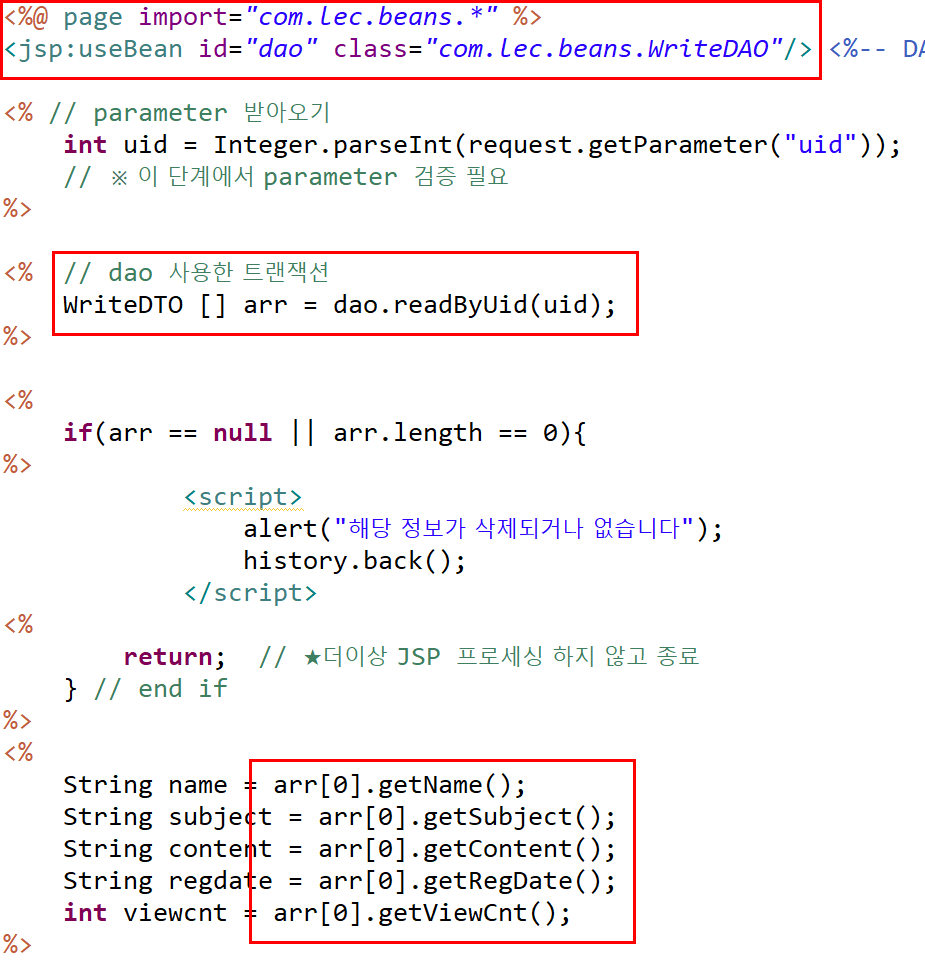 <%@ page import="com.lec.beans.*" %>
<jsp:useBean id="dao" class="com.lec.beans.WriteDAO"/> <%-- DA
<% // parameter 받아오기
int uid = Integer.parseInt(request.getParameter("uid"));
// ※ 이 단계에서 parameter 검증 필요
%>
<% // dao 사용한 트랜잭션
WriteDTO [] arr = dao.readByUid(uid);
%>
<%
if(arr == null || arr.length == 0){
%>
<script>
alert("해당 정보가 삭제되거나 없습니다");
history.back();
</script>
<%
return; // ★더이상 JSP 프로세싱 하지 않고 종료
} // end if
%>
<%
String name = arr[0].getName();
String subject = arr[0].getSubject();
String content = arr[0].getContent();
String regdate = arr[0].getRegDate();
int viewcnt = arr[0].getViewCnt();
%>